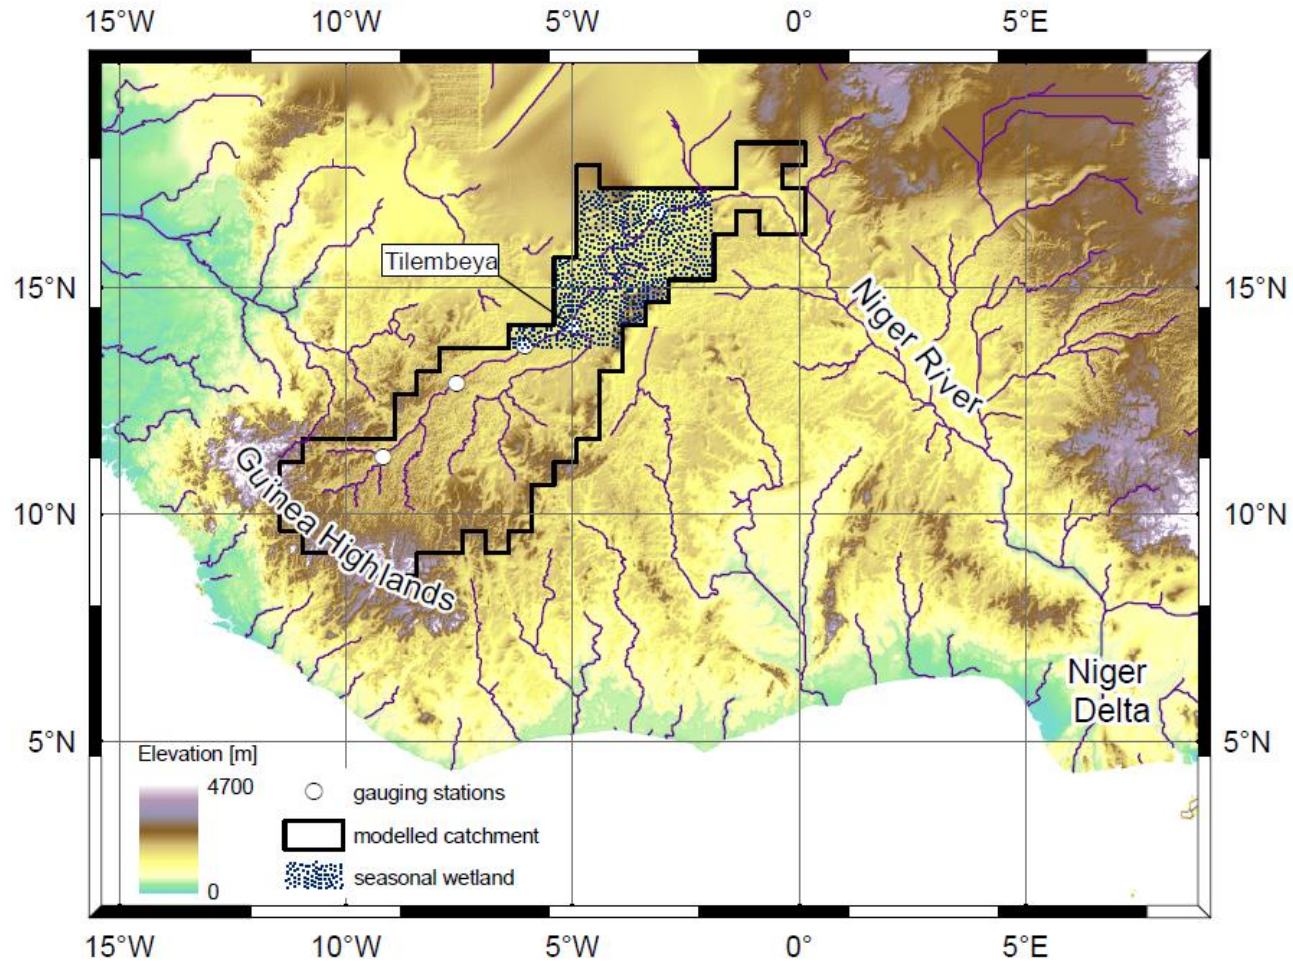 15°W 10°W 5°W 0° 5°E
Tilembeya
15°N 15°N
Niger River
Guinea Highlands
10°N 10°N
Niger
Delta
5°N 5°N
Elevation [m]
4700
0
gauging stations
modelled catchment
seasonal wetland
15°W 10°W 5°W 0° 5°E